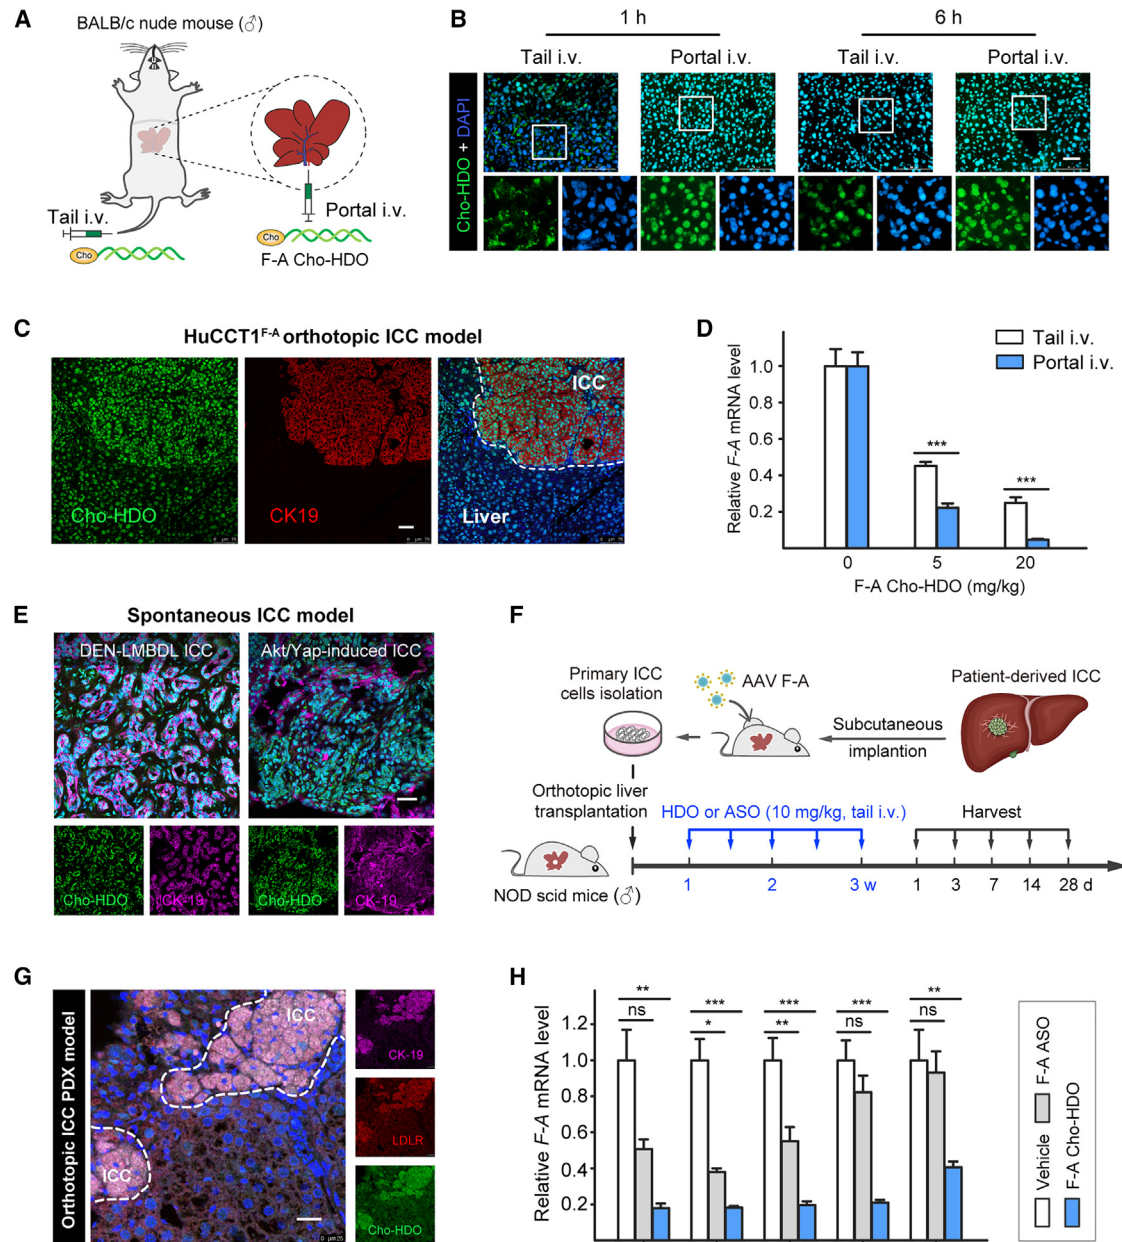 A
BALB/c nude mouse (♂)
Tail i.v.
Cho
Portal i.v.
Cho
F-A Cho-HDO
B
1 h
6 h
Tail i.v.
Portal i.v.
Tail i.v.
Portal i.v.
Cho-HDO + DAPI
C
HuCCT1F-A orthotopic ICC model
Cho-HDO
CK19
ICC
Liver
D
Relative F-A mRNA level
1.0
0.8
0.6
0.4
0.2
Tail i.v.
Portal i.v.
***
***
0
5
20
F-A Cho-HDO (mg/kg)
E
Spontaneous ICC model
DEN-LMBDL ICC
Akt/Yap-induced ICC
Cho-HDO
CK-19
Cho-HDO
CK-19
F
Primary ICC
cells isolation
AAV F-A
Patient-derived ICC
Subcutaneous
implantion
Orthotopic liver
transplantation
HDO or ASO (10 mg/kg, tail i.v.)
Harvest
NOD scid mice (♂)
1
2
3 w
1
3
7
14
28 d
G
Orthotopic ICC PDX model
ICC
ICC
CK-19
LDLR
Cho-HDO
H
Relative F-A mRNA level
1.2
1.0
0.8
0.6
0.4
0.2
**
ns
***
*
***
**
***
ns
**
ns
Vehicle
F-A ASO
F-A Cho-HDO